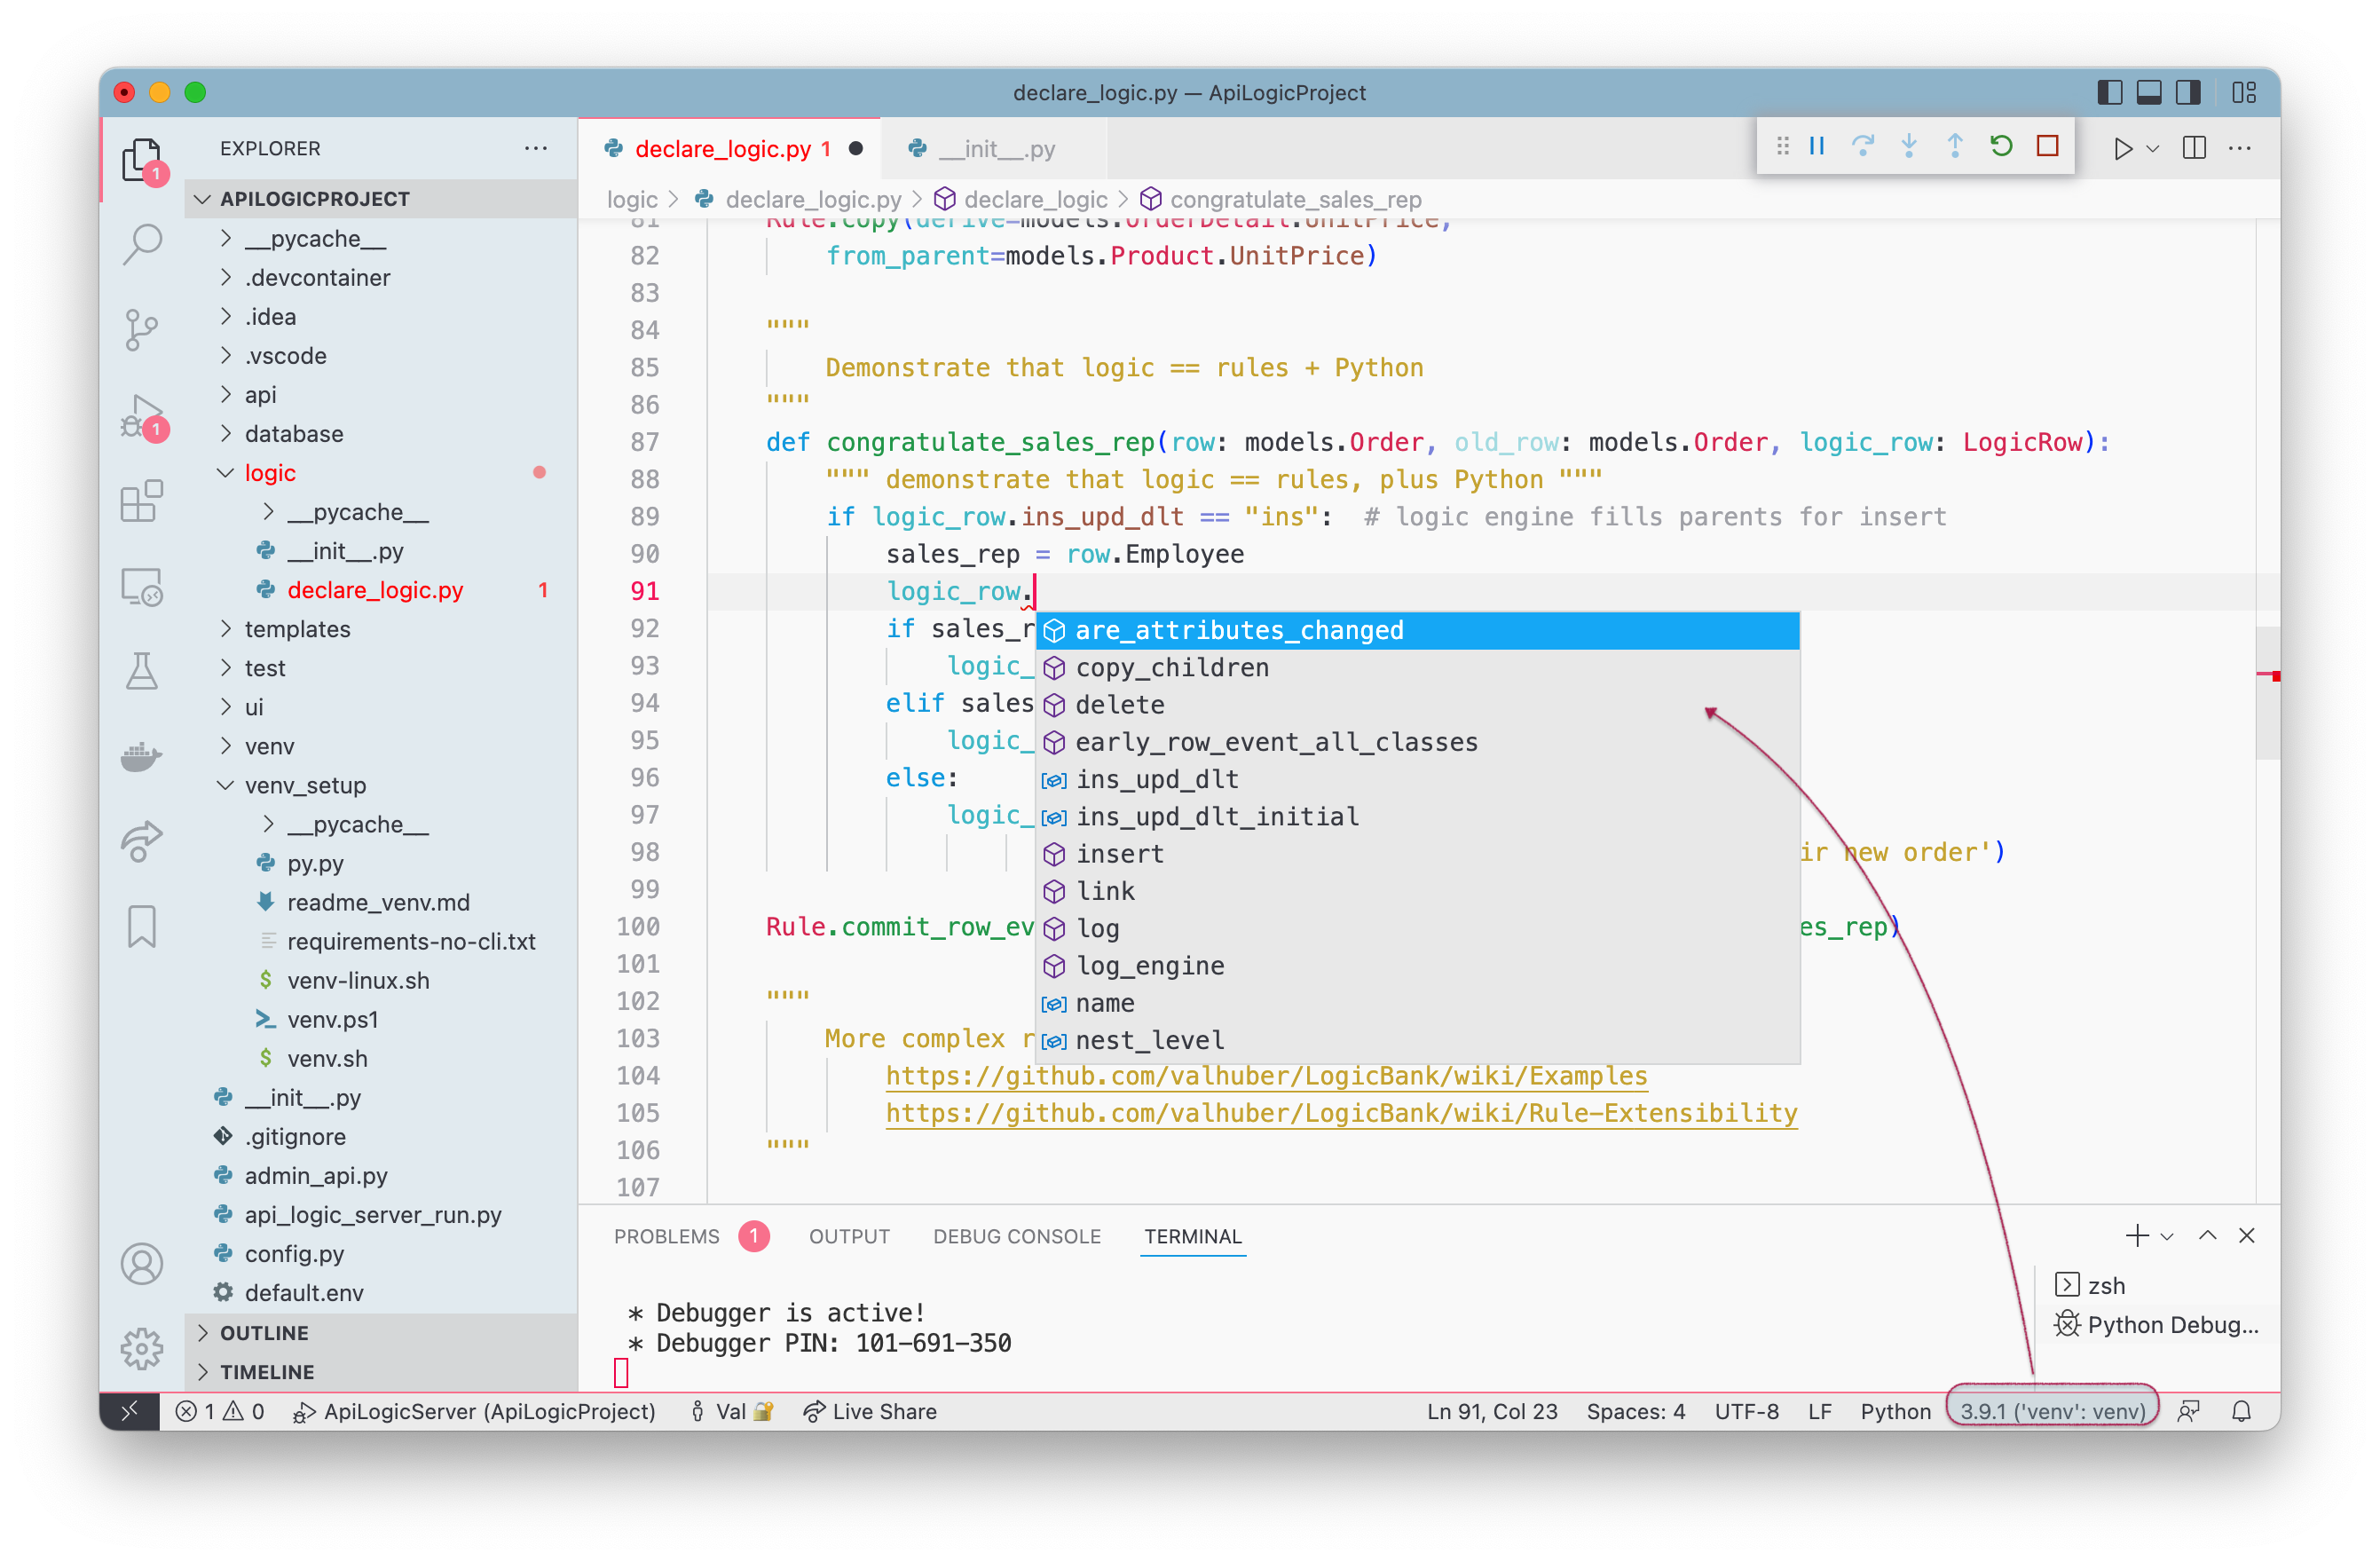 declare_logic.py — ApiLogicProject
EXPLORER
APILOGICPROJECT
__pycache__
.devcontainer
.idea
.vscode
api
database
logic
__pycache__
__init__.py
declare_logic.py 1
templates
test
ui
venv
venv_setup
__pycache__
py.py
readme_venv.md
requirements-no-cli.txt
venv-linux.sh
venv.ps1
venv.sh
__init__.py
.gitignore
admin_api.py
api_logic_server_run.py
config.py
default.env
OUTLINE
TIMELINE
1
1
declare_logic.py 1
__init__.py
logic > declare_logic.py > declare_logic > congratulate_sales_rep
81 Rule.copy(derive=models.OrderDetail.UnitPrice,
82 from_parent=models.Product.UnitPrice)
83
84 """
85 Demonstrate that logic == rules + Python
86 """
87 def congratulate_sales_rep(row: models.Order, old_row: models.Order, logic_row: LogicRow):
88 """ demonstrate that logic == rules, plus Python """
89 if logic_row.ins_upd_dlt == "ins":  # logic engine fills parents for insert
90 sales_rep = row.Employee
91 logic_row.
92 if sales_r
93 logic_
94 elif sales
95 logic_
96 else:
97 logic_
98 ir new order')
99
100 Rule.commit_row_ev es_rep)
101
102 """
103 More complex r
104 https://github.com/valhuber/LogicBank/wiki/Examples
105 https://github.com/valhuber/LogicBank/wiki/Rule-Extensibility
106 """
107
are_attributes_changed
copy_children
delete
early_row_event_all_classes
ins_upd_dlt
ins_upd_dlt_initial
insert
link
log
log_engine
name
nest_level
PROBLEMS 1 OUTPUT DEBUG CONSOLE TERMINAL
* Debugger is active!
* Debugger PIN: 101-691-350
zsh
Python Debug...
1 0 ApiLogicServer (ApiLogicProject) Val Live Share Ln 91, Col 23 Spaces: 4 UTF-8 LF Python 3.9.1 ('venv': venv)